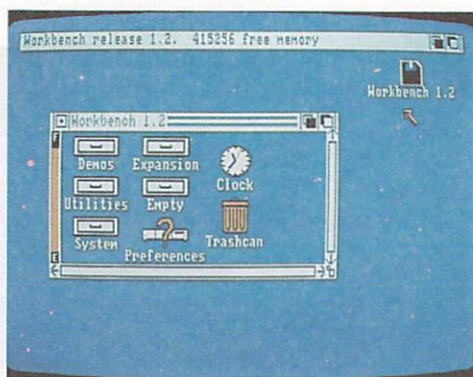 Workbench release 1.2. 415256 free memory
Workbench 1.2
Workbench 1.2
F
Demos Expansion Clock
Utilities Empty Trashcan
System Preferences
E